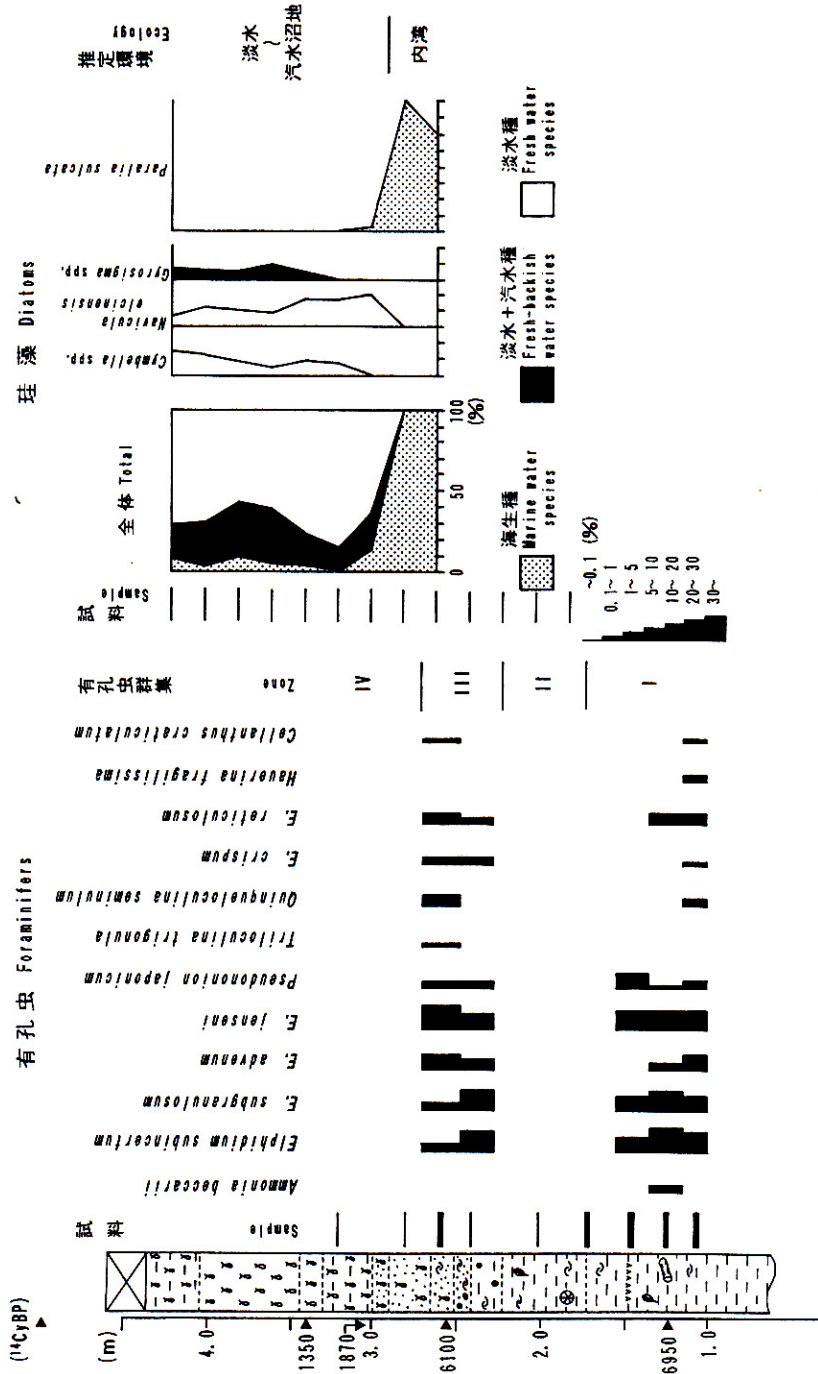 (¹⁴CyBP)
(m)
4.0
1350
1870
3.0
6100
2.0
6950
1.0
試料
Sample
有孔虫 Foraminifers
Ammonia beccarii
Elphidium subincertum
E. subgranulosum
E. advenum
E. jenseni
Pseudononion japonicum
Triloculina trigonula
Quinqueloculina seminulum
E. crispum
E. reticulosum
Hauerina fragilissima
Cellanthus craticulatum
有孔虫群集
Zone
IV
III
II
I
~0.1 (%)
0.1~1
1~5
5~10
10~20
20~30
30~
試料
Sample
珪藻 Diatoms
全体 Total
0
50
100
(%)
Cymbella spp.
Navicula
elcinensis
Gyrosigma spp.
Paralia sulcata
推定環境
Ecology
淡水
~
汽水沼地
内湾
海生種
Marine water
species
淡水+汽水種
Fresh-backish
water species
淡水種
Fresh water
species